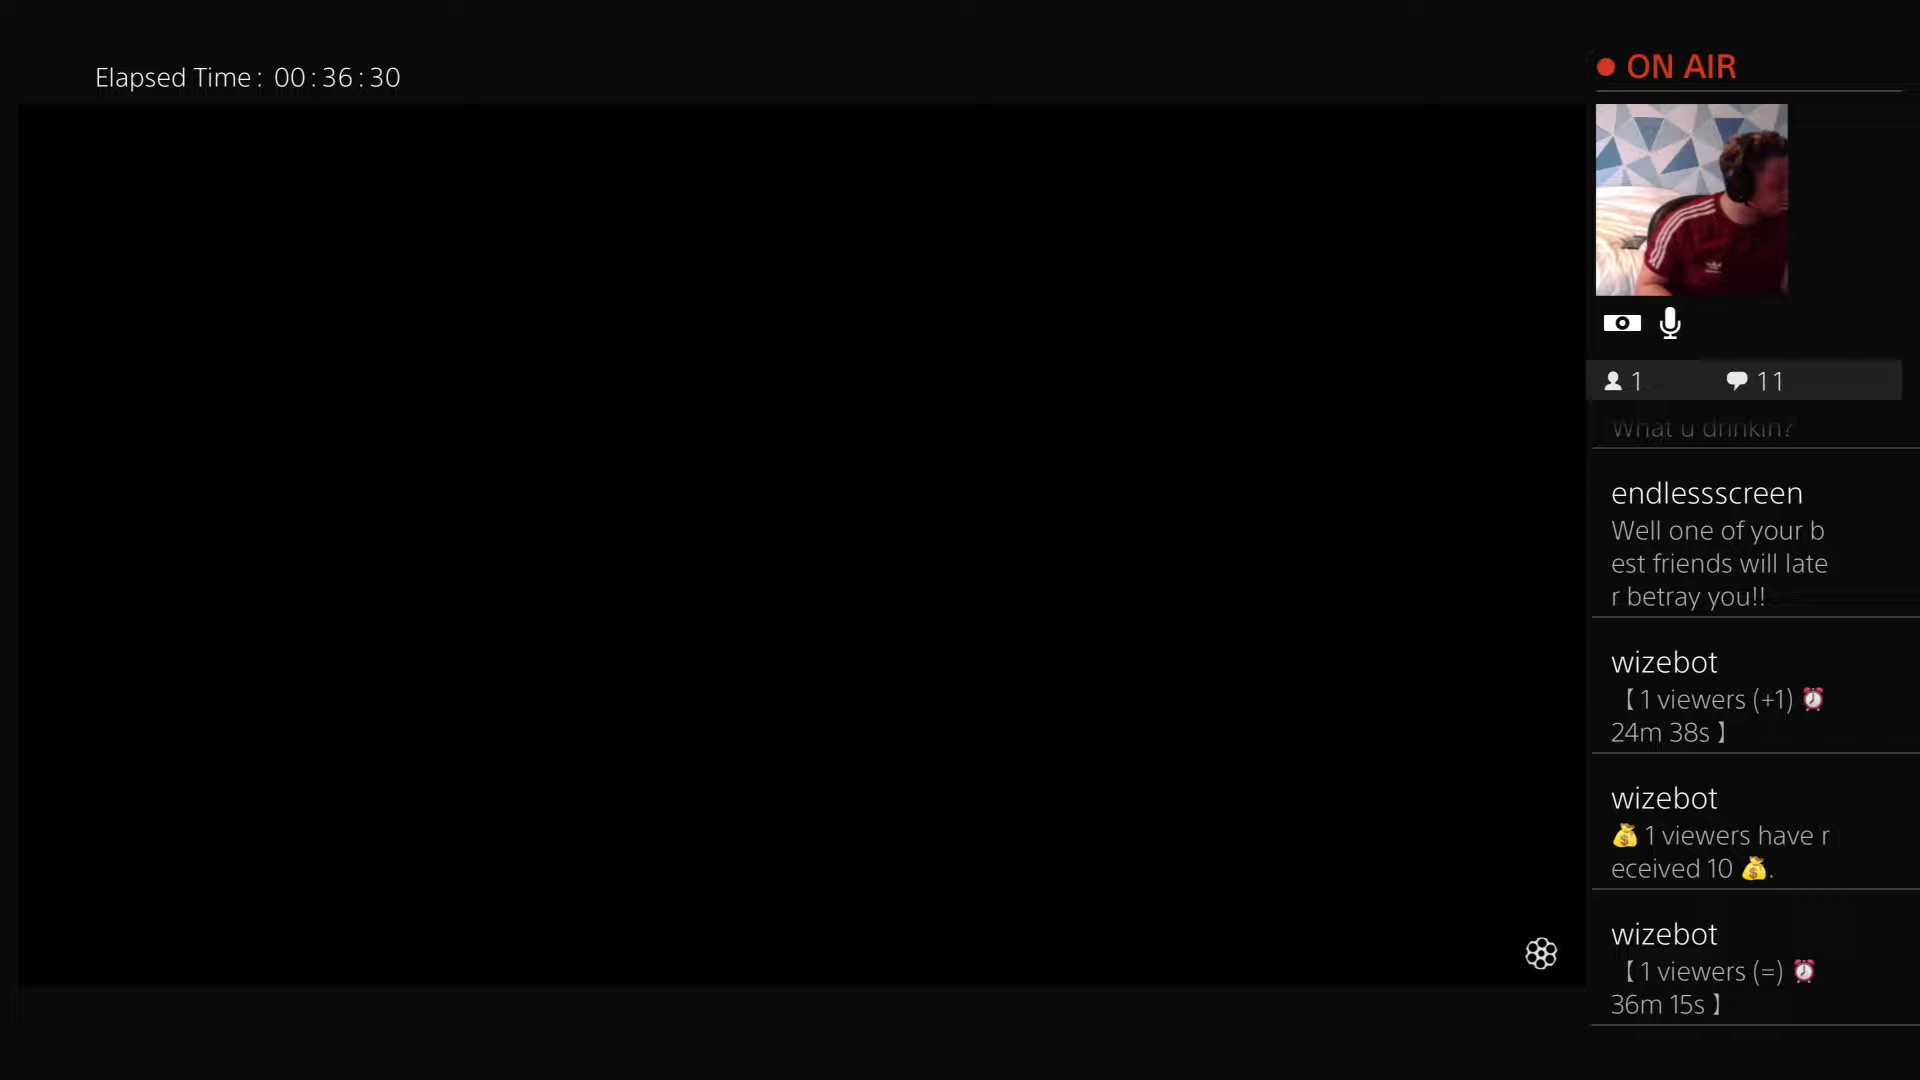 Elapsed Time: 00:36:30
ON AIR
1
11
What u drinkin?
endlessscreen
Well one of your b
est friends will late
r betray you!!
wizebot
【1 viewers (+1) ⏰
24m 38s】
wizebot
💰 1 viewers have r
eceived 10 💰.
wizebot
【1 viewers (=) ⏰
36m 15s】